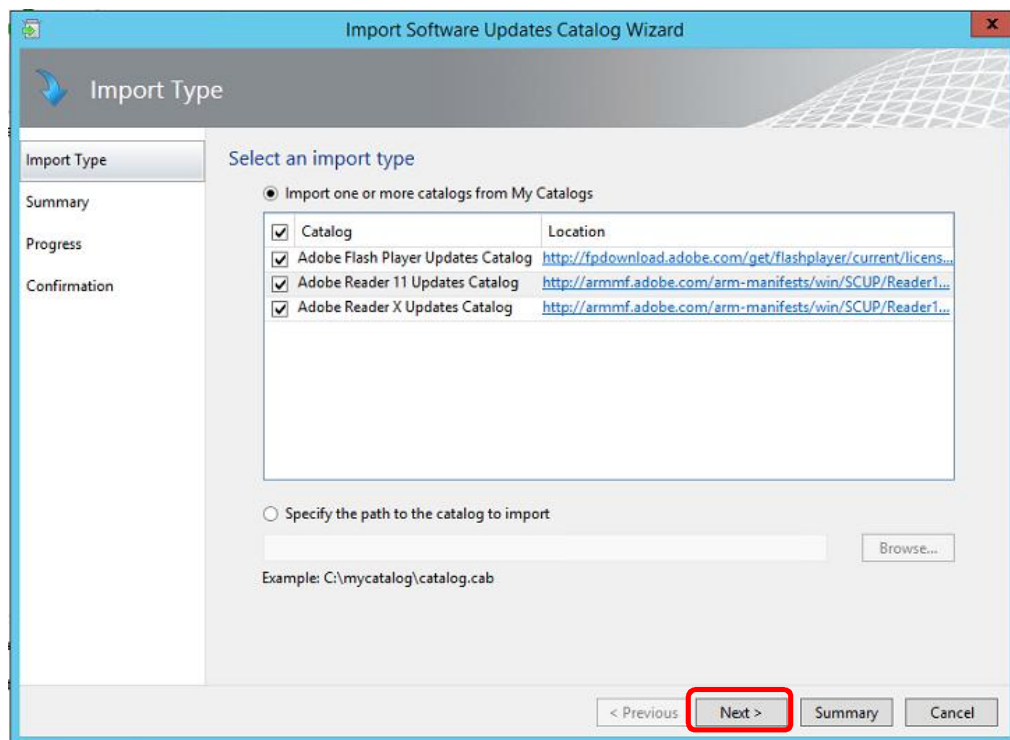 Import Software Updates Catalog Wizard
x
Import Type
Import Type
Summary
Progress
Confirmation
Select an import type
Import one or more catalogs from My Catalogs
Catalog Location
Adobe Flash Player Updates Catalog http://fpdownload.adobe.com/get/flashplayer/current/licens...
Adobe Reader 11 Updates Catalog http://armmf.adobe.com/arm-manifests/win/SCUP/Reader1...
Adobe Reader X Updates Catalog http://armmf.adobe.com/arm-manifests/win/SCUP/Reader1...
Specify the path to the catalog to import
Browse...
Example: C:\mycatalog\catalog.cab
< Previous Next > Summary Cancel